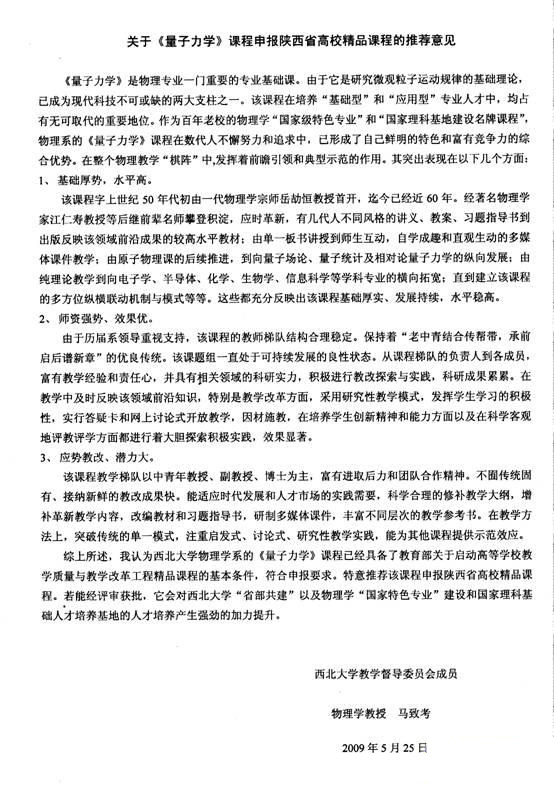 关于《量子力学》课程申报陕西省高校精品课程的推荐意见
《量子力学》是物理专业一门重要的专业基础课。由于它是研究微观粒子运动规律的基础理论，
已成为现代科技不可或缺的两大支柱之一。该课程在培养“基础型”和“应用型”专业人才中，均占
有无可取代的重要地位。作为百年老校的物理学“国家级特色专业”和“国家理科基地建设名牌课程”，
物理系的《量子力学》课程在数代人不懈努力和追求中，已形成了自己鲜明的特色和富有竞争力的综
合优势。在整个物理教学“棋阵”中,发挥着前瞻引领和典型示范的作用。其突出表现在以下几个方面：
1、 基础厚势，水平高。
该课程字上世纪 50 年代初由一代物理学宗师岳劼恒教授首开，迄今已经近 60 年。经著名物理学
家江仁寿教授等后继前辈名师攀登积淀，应时革新，有几代人不同风格的讲义、教案、习题指导书到
出版反映该领域前沿成果的较高水平教材；由单一板书讲授到师生互动，自学成趣和直观生动的多媒
体课件教学；由原子物理课的后续推进，到向量子场论、量子统计及相对论量子力学的纵向发展；由
纯理论教学到向电子学、半导体、化学、生物学、信息科学等学科专业的横向拓宽；直到建立该课程
的多方位纵横联动机制与模式等等。这些都充分反映出该课程基础厚实、发展持续，水平稳高。
2、 师资强势、效果优。
由于历届系领导重视支持，该课程的教师梯队结构合理稳定。保持着“老中青结合传帮带，承前
启后谱新章”的优良传统。该课题组一直处于可持续发展的良性状态。从课程梯队的负责人到各成员，
富有教学经验和责任心，并具有相关领域的科研实力，积极进行教改探索与实践，科研成果累累。在
教学中及时反映该领域前沿知识，特别是教学改革方面，采用研究性教学模式，发挥学生学习的积极
性，实行答疑卡和网上讨论式开放教学，因材施教，在培养学生创新精神和能力方面以及在科学客观
地评教评学方面都进行着大胆探索积极实践，效果显著。
3、 应势教改、潜力大。
该课程教学梯队以中青年教授、副教授、博士为主，富有进取后力和团队合作精神。不囿传统固
有、接纳新鲜的教改成果快。能适应时代发展和人才市场的实践需要，科学合理的修补教学大纲，增
补革新教学内容，改编教材和习题指导书，研制多媒体课件，丰富不同层次的教学参考书。在教学方
法上，突破传统的单一模式，注重启发式、讨论式、研究性教学实践，能为其他课程提供示范效应。
综上所述，我认为西北大学物理学系的《量子力学》课程已经具备了教育部关于启动高等学校教
学质量与教学改革工程精品课程的基本条件，符合申报要求。特意推荐该课程申报陕西省高校精品课
程。若能经评审获批，它会对西北大学“省部共建”以及物理学“国家特色专业”建设和国家理科基
础人才培养基地的人才培养产生强劲的加力提升。
西北大学教学督导委员会成员
物理学教授 马致考
2009 年 5 月 25 日